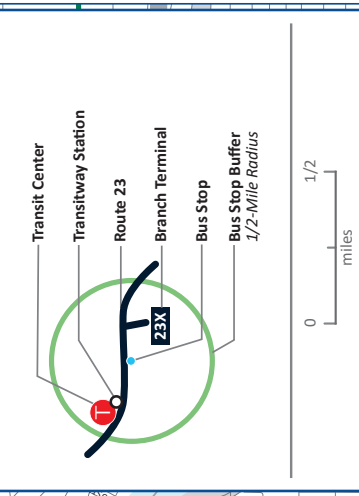 Transit Center
Transitway Station
Route 23
Branch Terminal
Bus Stop
Bus Stop Buffer
1/2-Mile Radius
T
23X
0
1/2
miles